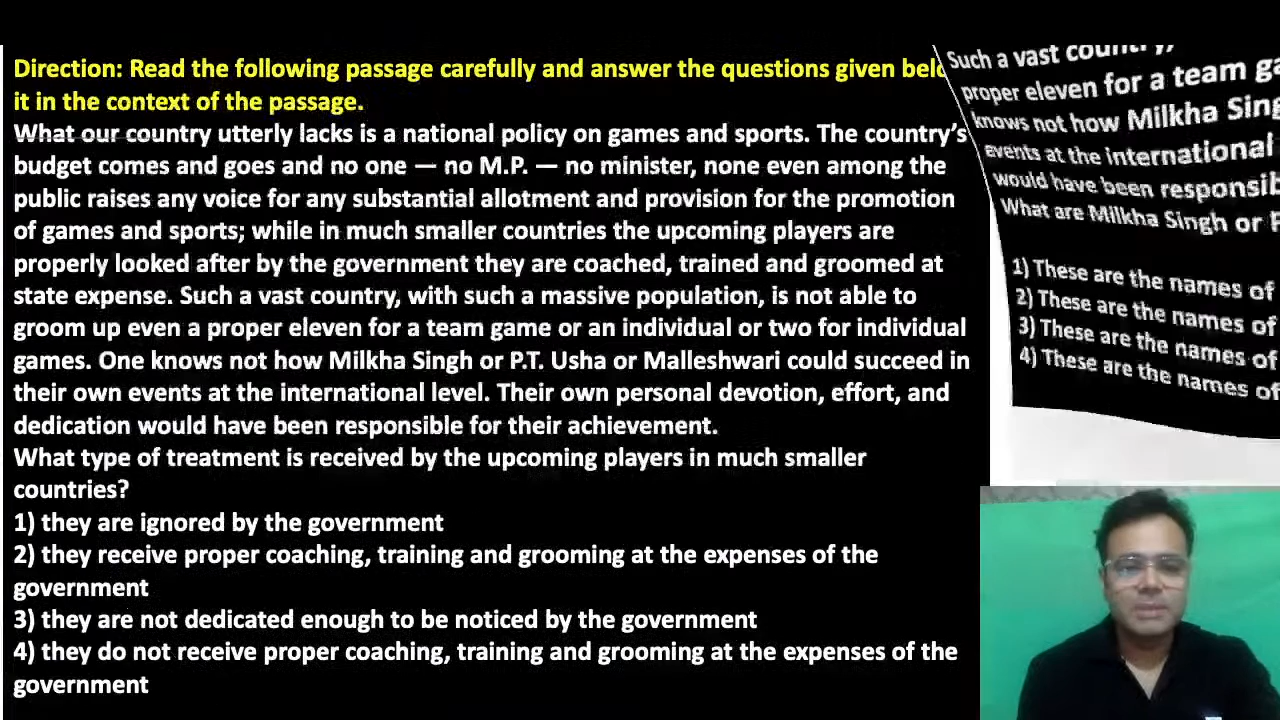 Direction: Read the following passage carefully and answer the questions given
it in the context of the passage.
What our country utterly lacks is a national policy on games and sports. The country's
budget comes and goes and no one — no M.P. — no minister, none even among the
public raises any voice for any substantial allotment and provision for the promotion
of games and sports; while in much smaller countries the upcoming players are
properly looked after by the government they are coached, trained and groomed at
state expense. Such a vast country, with such a massive population, is not able to
groom up even a proper eleven for a team game or an individual or two for individual
games. One knows not how Milkha Singh or P.T. Usha or Malleshwari could succeed in
their own events at the international level. Their own personal devotion, effort, and
dedication would have been responsible for their achievement.
What type of treatment is received by the upcoming players in much smaller
countries?
1) they are ignored by the government
2) they receive proper coaching, training and grooming at the expenses of the
government
3) they are not dedicated enough to be noticed by the government
4) they do not receive proper coaching, training and grooming at the expenses of the
government
Such a vast
proper eleven for a team
knows not how Milkha
events at the international
would have been
What are Milkha Singh or
1) These are the names of
2) These are the names of
3) These are the names of
4) These are the names of